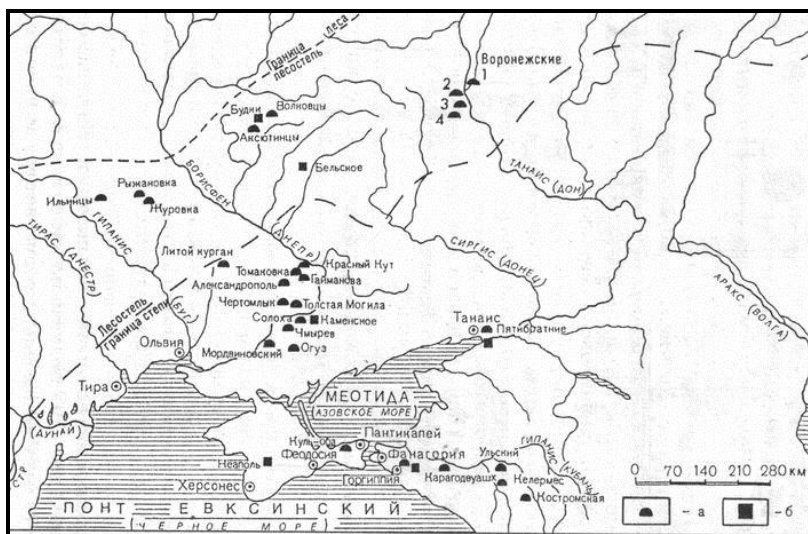 Граница леса
лесостепь
Воронежские
1
2
3
4
Будки
Волковцы
Аксютинцы
Бельское
БОРИСФЕН
(ДНЕПР)
ТАНАИС (ДОН)
Рыжановка
Ильинцы
Журовка
ГИПАНИС
(БУГ)
ТИРАС (ДНЕСТР)
СИРГИС (ДОНЕЦ)
АРАКС (ВОЛГА)
Литой курган
Красный Кут
Томаковка
Гайманова
Александрополь
Чертомлык
Толстая Могила
Лесостепь
граница степи
Солоха
Каменское
Чмырев
Мордвиновский
Огуз
Танаис
Пятибратние
Ольвия
Тира
(ДУНАЙ)
СТР
МЕОТИДА
(АЗОВСКОЕ МОРЕ)
Куль-оба
Пантикапей
Феодосия
Фанагория
Неаполь
Горгиппия
Карагодеуашх
Ульский
ГИПАНИС
(КУБАНЬ)
Келермес
Костромская
Херсонес
ПОНТ ЕВКСИНСКИЙ
(ЧЕРНОЕ МОРЕ)
0 70 140 210 280 км
- а
- б